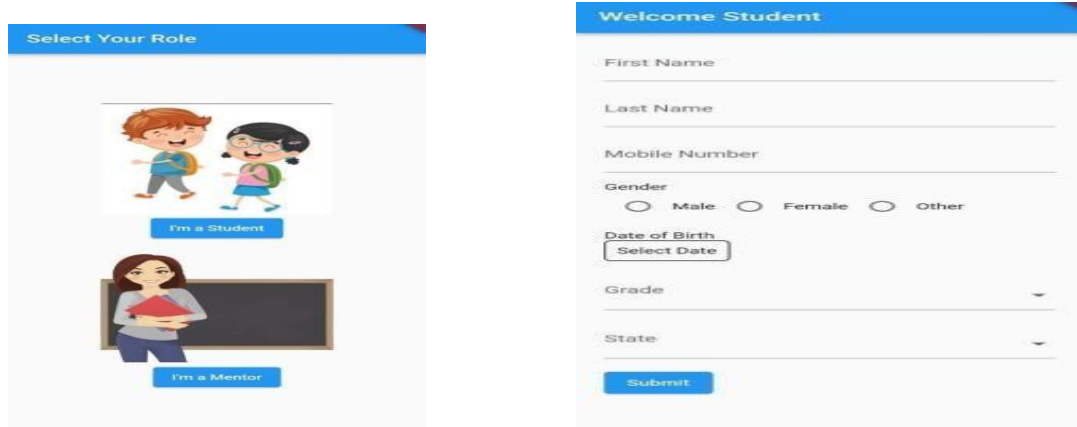 Select Your Role
I'm a Student
I'm a Mentor
Welcome Student
First Name
Last Name
Mobile Number
Gender
Male Female Other
Date of Birth
Select Date
Grade
State
Submit